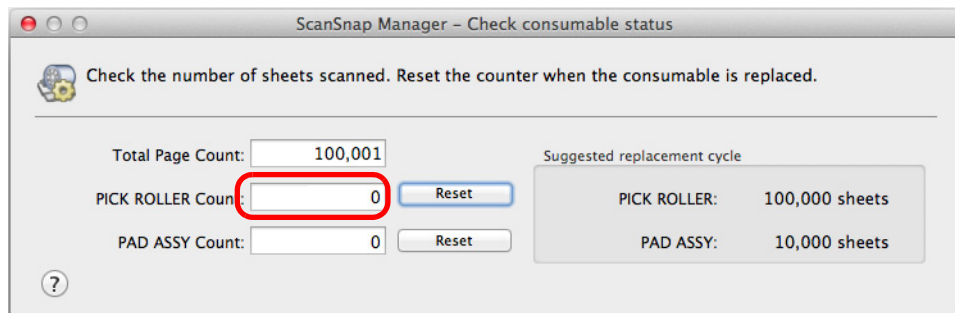 ScanSnap Manager – Check consumable status
Check the number of sheets scanned. Reset the counter when the consumable is replaced.
Total Page Count: 100,001
Suggested replacement cycle
PICK ROLLER Count: 0 Reset
PICK ROLLER: 100,000 sheets
PAD ASSY Count: 0 Reset
PAD ASSY: 10,000 sheets
?